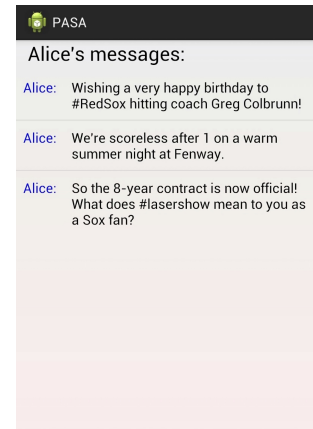 PASA
Alice's messages:
Alice: Wishing a very happy birthday to
#RedSox hitting coach Greg Colbrunn!
Alice: We're scoreless after 1 on a warm
summer night at Fenway.
Alice: So the 8-year contract is now official!
What does #lasershow mean to you as
a Sox fan?